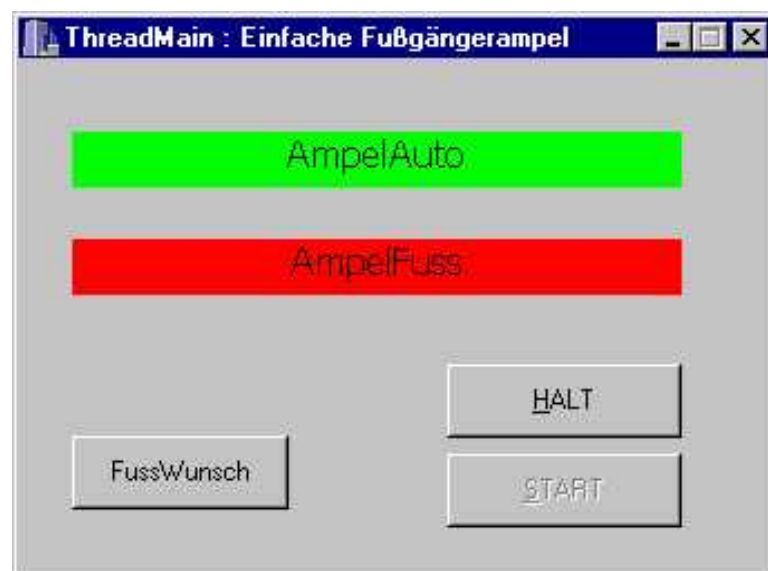 ThreadMain : Einfache Fußgängerampel
AmpelAuto
AmpelFuss
HALT
FussWunsch
START